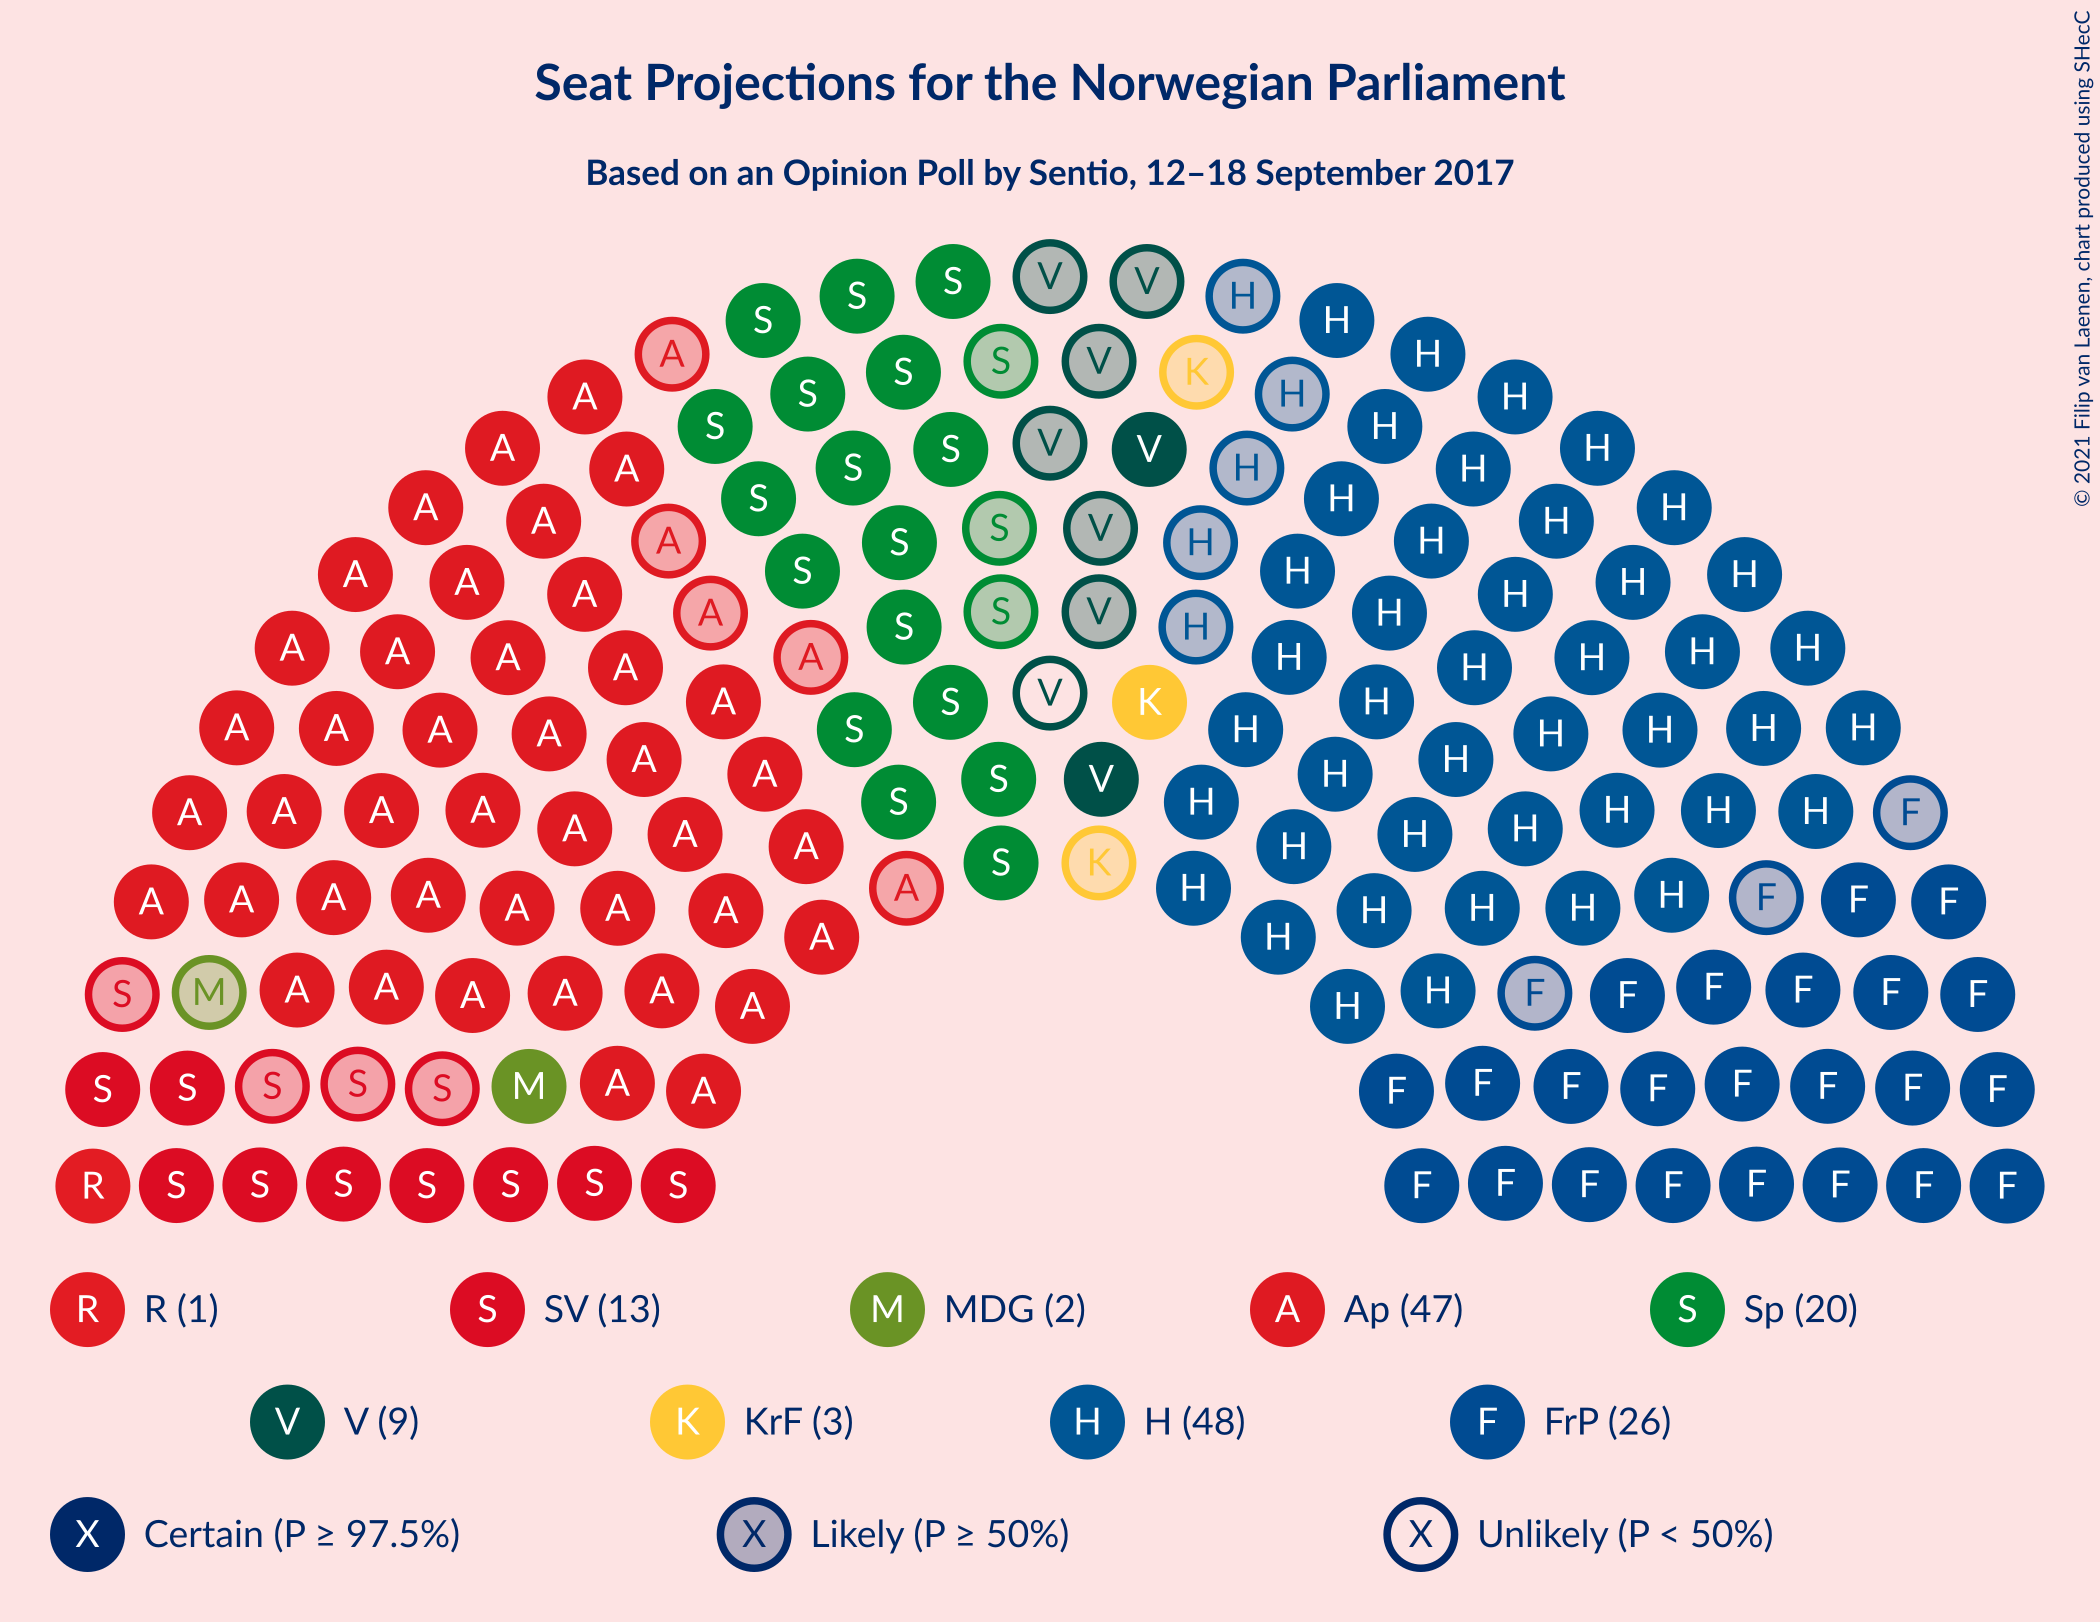 Seat Projections for the Norwegian Parliament
Based on an Opinion Poll by Sentio, 12–18 September 2017
© 2021 Filip van Laenen, chart produced using SHecC
S S S V V H H
A S S S V K H H H
A A S S S V V H H H H
A A A S S S V H H H H H
A A A S S S V H H H H H
A A A A A S S V K H H H H H H
A A A A A A S S V H H H H H H H
A A A A A A A A S K H H H H H H H F
A A A A A A A A H H H H H F F F
S M A A A A A A H H F F F F F F
S S S S S M A A F F F F F F F F
R S S S S S S S F F F F F F F F
R R (1) S SV (13) M MDG (2) A Ap (47) S Sp (20)
V V (9) K KrF (3) H H (48) F FrP (26)
X Certain (P ≥ 97.5%) X Likely (P ≥ 50%) X Unlikely (P < 50%)